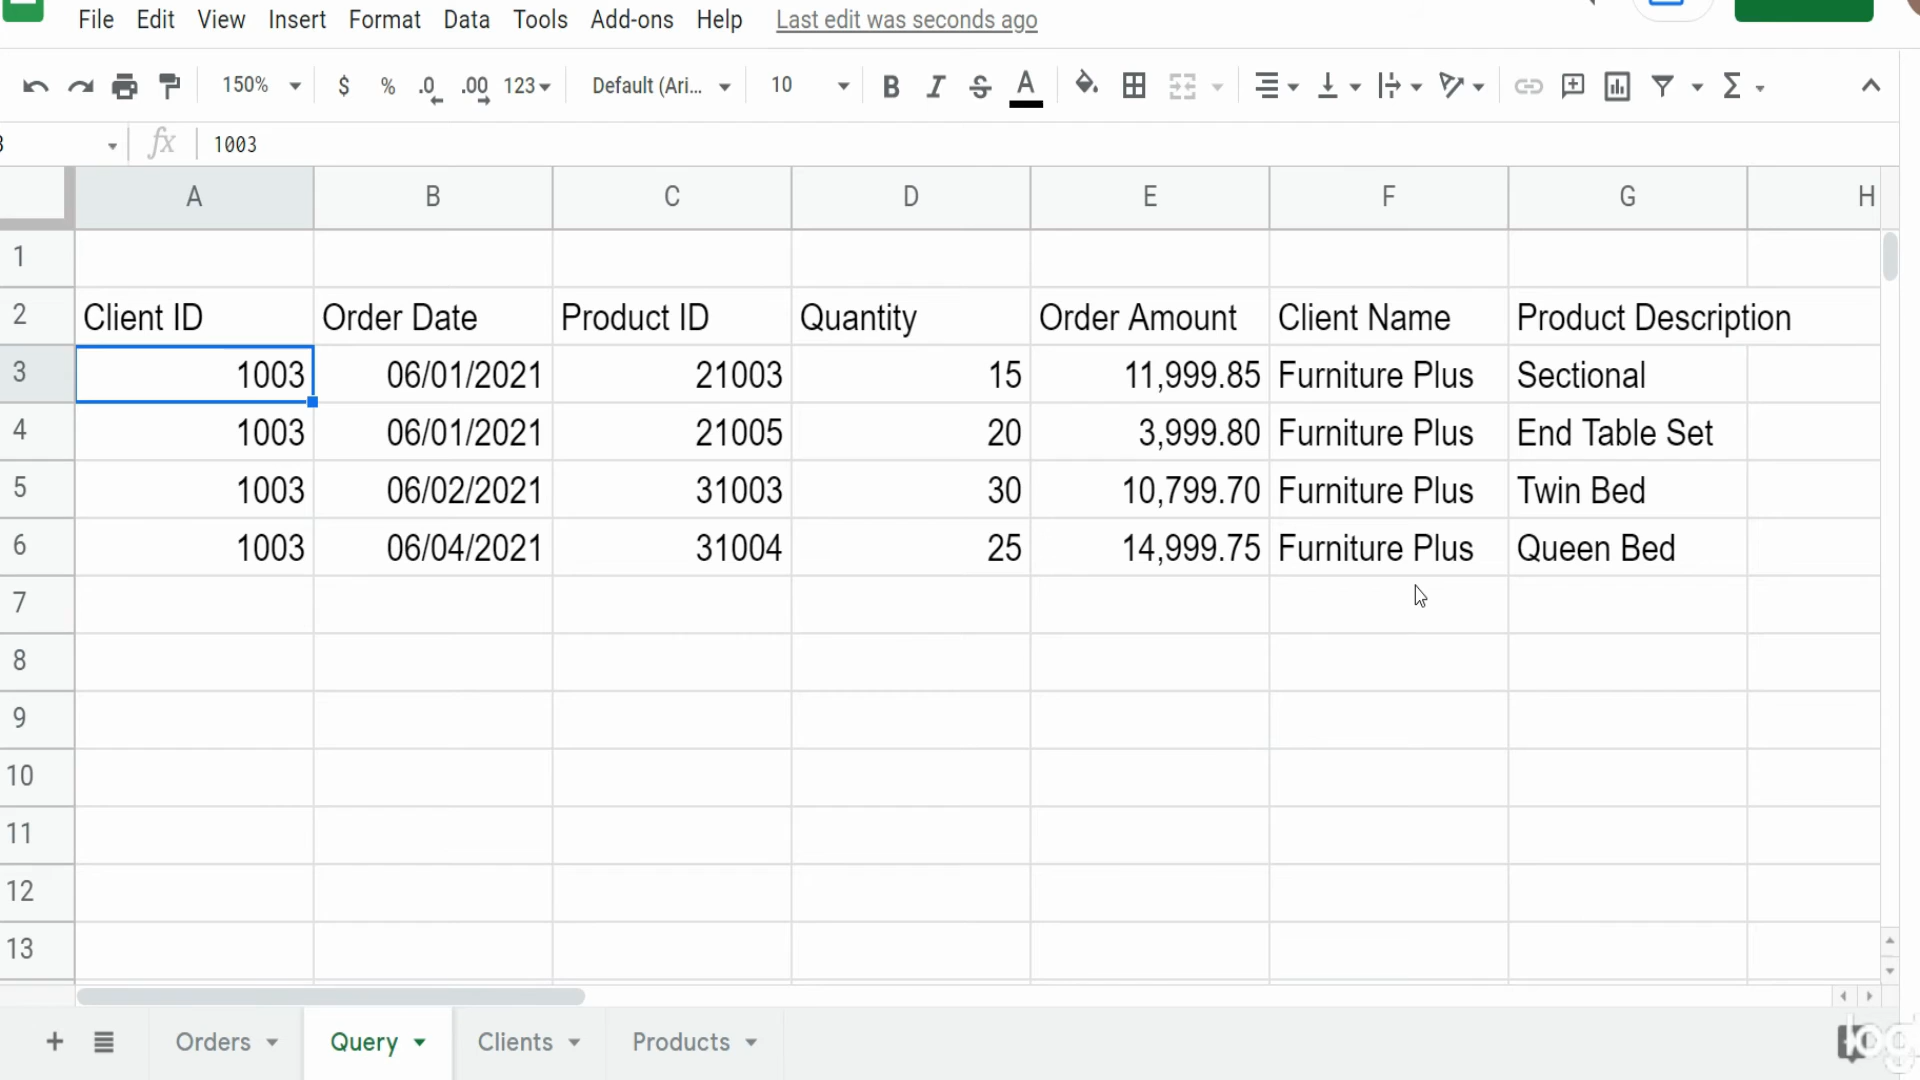 File Edit View Insert Format Data Tools Add-ons Help Last edit was seconds ago
150% $ % .0 .00 123 Default (Ari... 10 B I S A Σ
fx 1003
A B C D E F G H
1
2 Client ID Order Date Product ID Quantity Order Amount Client Name Product Description
3 1003 06/01/2021 21003 15 11,999.85 Furniture Plus Sectional
4 1003 06/01/2021 21005 20 3,999.80 Furniture Plus End Table Set
5 1003 06/02/2021 31003 30 10,799.70 Furniture Plus Twin Bed
6 1003 06/04/2021 31004 25 14,999.75 Furniture Plus Queen Bed
7
8
9
10
11
12
13
+ Orders Query Clients Products